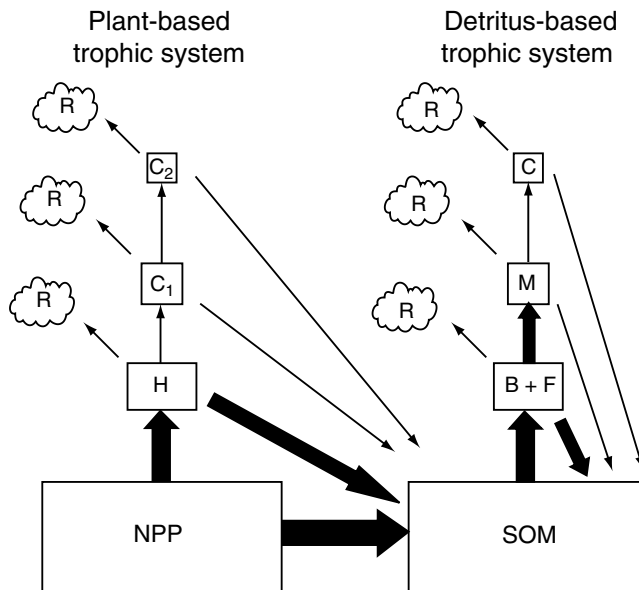 Plant-based
trophic system
Detritus-based
trophic system
R
R
C₂
C
R
R
C₁
M
R
R
H
B + F
NPP
SOM